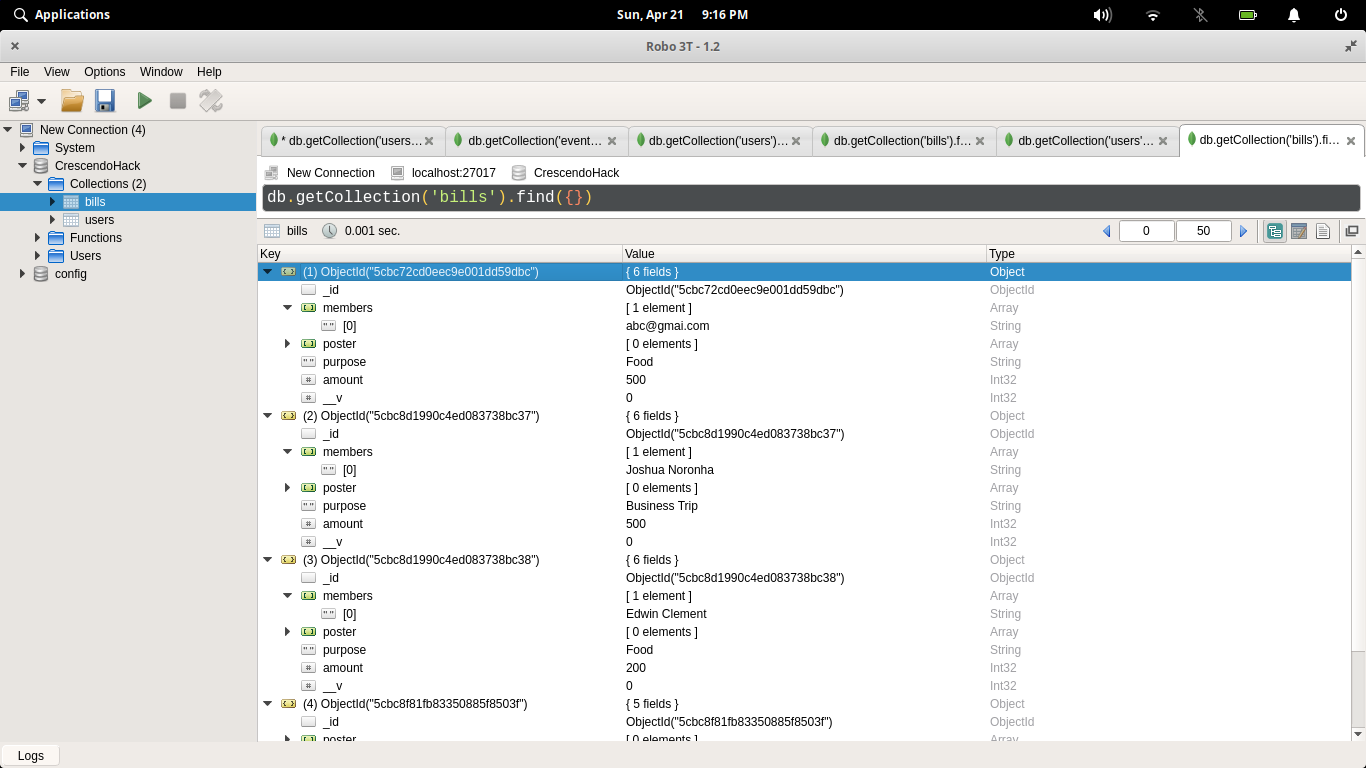 Applications
Sun, Apr 21 9:16 PM
Robo 3T - 1.2
File View Options Window Help
New Connection (4)
System
CrescendoHack
Collections (2)
bills
users
Functions
Users
config
* db.getCollection('users... db.getCollection('event... db.getCollection('users')... db.getCollection('bills').f... db.getCollection('users'... db.getCollection('bills').fi...
New Connection localhost:27017 CrescendoHack
db.getCollection('bills').find({})
bills 0.001 sec. 0 50
Key Value Type
(1) ObjectId("5cbc72cd0eec9e001dd59dbc") { 6 fields } Object
_id ObjectId("5cbc72cd0eec9e001dd59dbc") ObjectId
members [ 1 element ] Array
[0] abc@gmai.com String
poster [ 0 elements ] Array
purpose Food String
amount 500 Int32
__v 0 Int32
(2) ObjectId("5cbc8d1990c4ed083738bc37") { 6 fields } Object
_id ObjectId("5cbc8d1990c4ed083738bc37") ObjectId
members [ 1 element ] Array
[0] Joshua Noronha String
poster [ 0 elements ] Array
purpose Business Trip String
amount 500 Int32
__v 0 Int32
(3) ObjectId("5cbc8d1990c4ed083738bc38") { 6 fields } Object
_id ObjectId("5cbc8d1990c4ed083738bc38") ObjectId
members [ 1 element ] Array
[0] Edwin Clement String
poster [ 0 elements ] Array
purpose Food String
amount 200 Int32
__v 0 Int32
(4) ObjectId("5cbc8f81fb83350885f8503f") { 5 fields } Object
_id ObjectId("5cbc8f81fb83350885f8503f") ObjectId
poster [ 0 elements ] Array
Logs